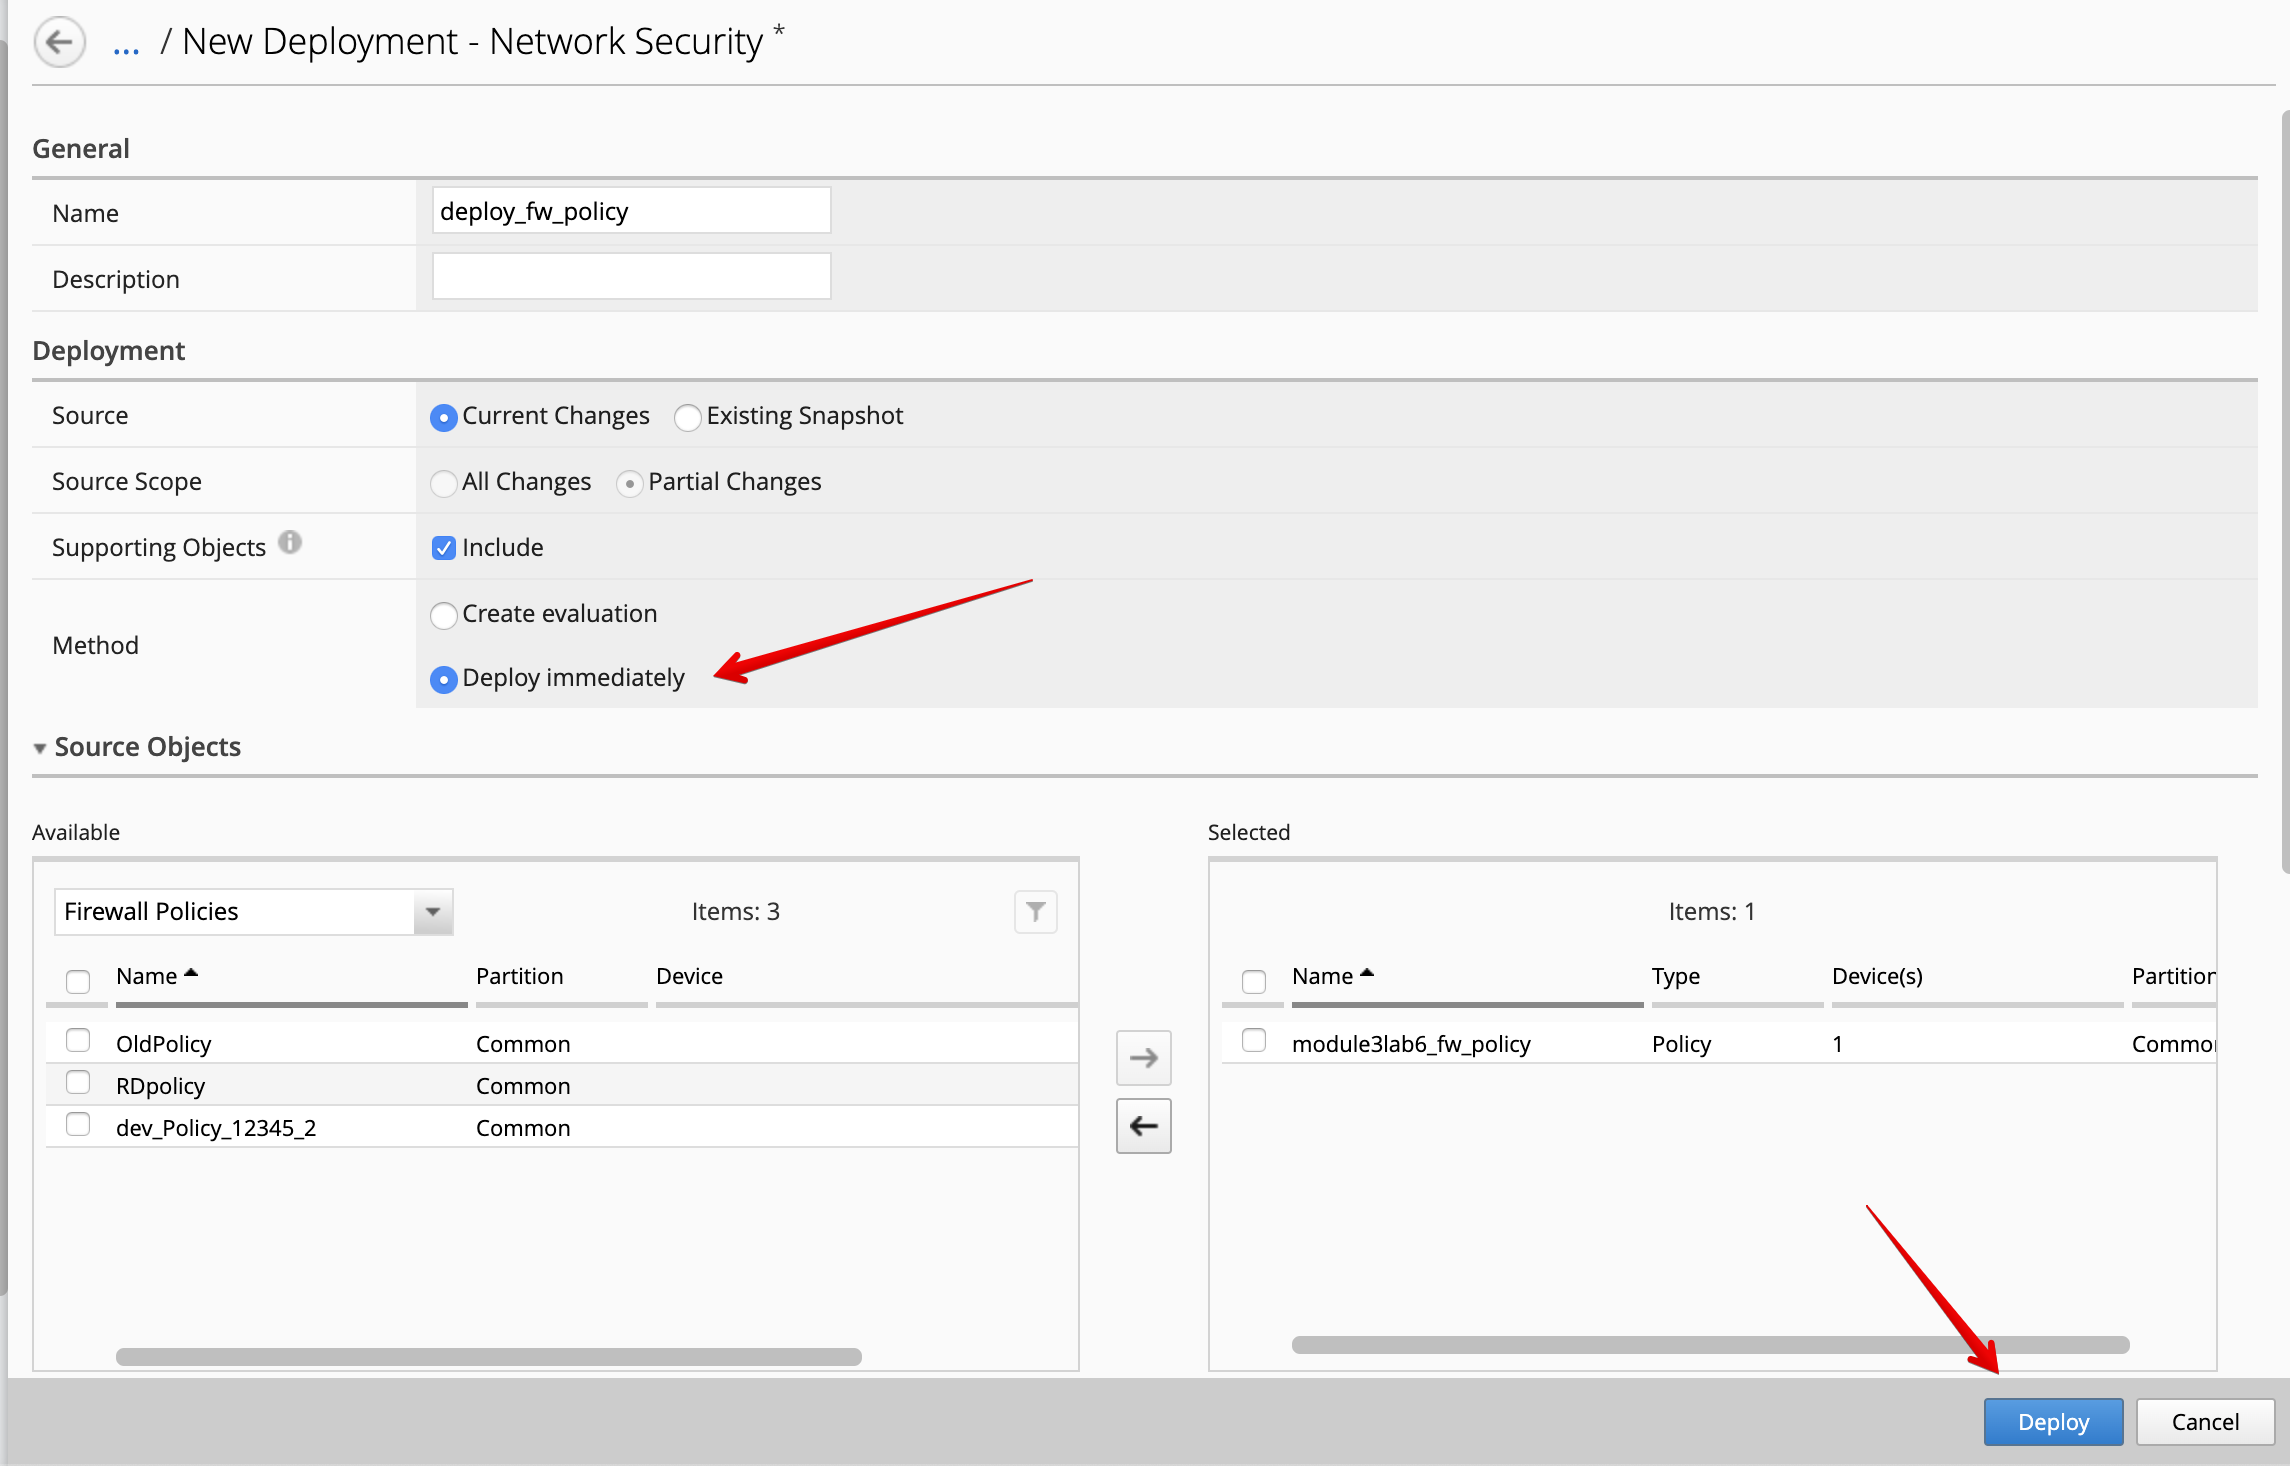 ... / New Deployment - Network Security *
General
Name deploy_fw_policy
Description
Deployment
Source Current Changes Existing Snapshot
Source Scope All Changes Partial Changes
Supporting Objects Include
Method
Create evaluation
Deploy immediately
Source Objects
Available
Firewall Policies Items: 3
Name Partition Device
OldPolicy Common
RDpolicy Common
dev_Policy_12345_2 Common
Selected
Items: 1
Name Type Device(s) Partition
module3lab6_fw_policy Policy 1 Common
Deploy Cancel